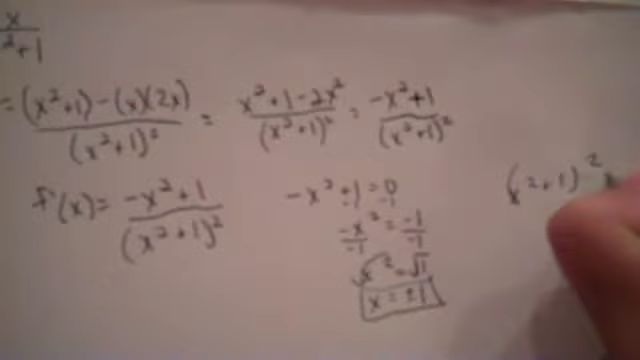 x
x²+1
= (x²+1) - (x)(2x) / (x²+1)² = x²+1-2x² / (x²+1)² = -x²+1 / (x²+1)²
f'(x) = -x²+1 / (x²+1)²
-x²+1=0
-1 -1
-x² = -1
-1 -1
√x² = √1
x = ±1
(x²+1)²